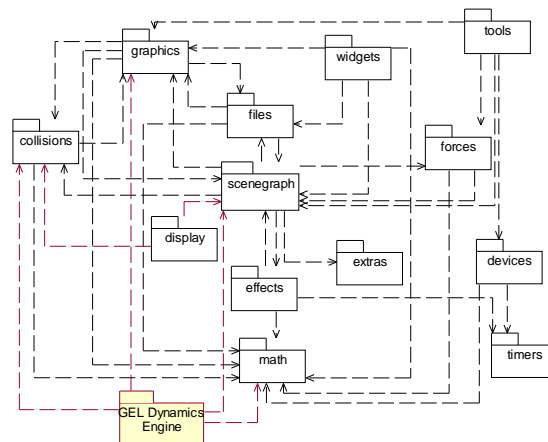 tools
graphics
widgets
files
collisions
forces
scenegraph
display
extras
devices
effects
timers
math
GEL Dynamics
Engine